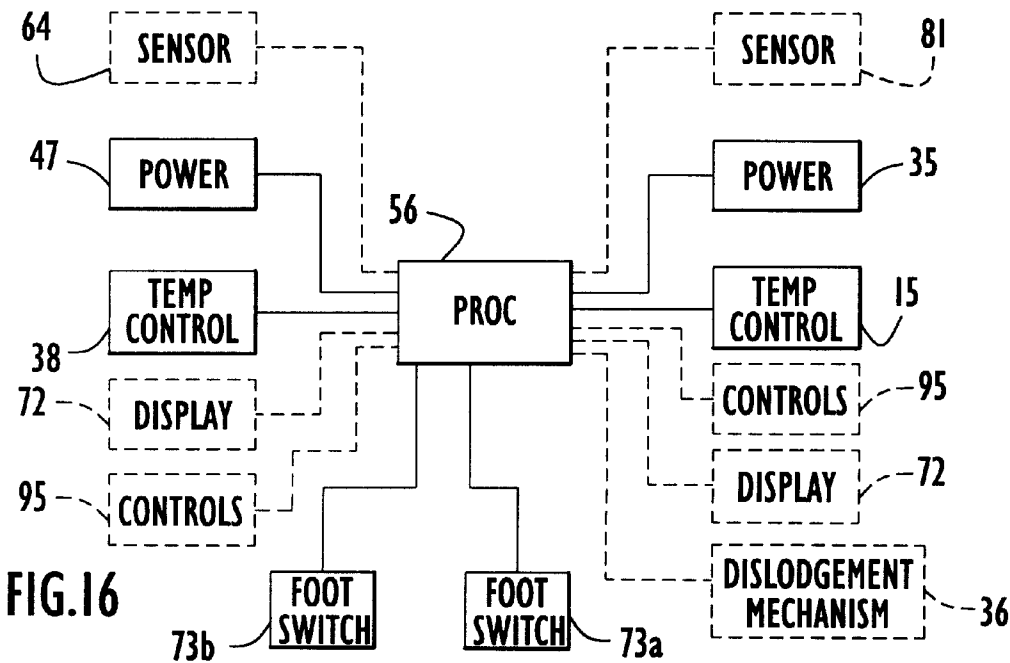 64
SENSOR
SENSOR
81
47
POWER
POWER
35
56
TEMP
CONTROL
38
PROC
TEMP
CONTROL
15
72
DISPLAY
CONTROLS
95
95
CONTROLS
DISPLAY
72
FOOT
SWITCH
73b
FOOT
SWITCH
73a
DISLODGEMENT
MECHANISM
36
FIG.16